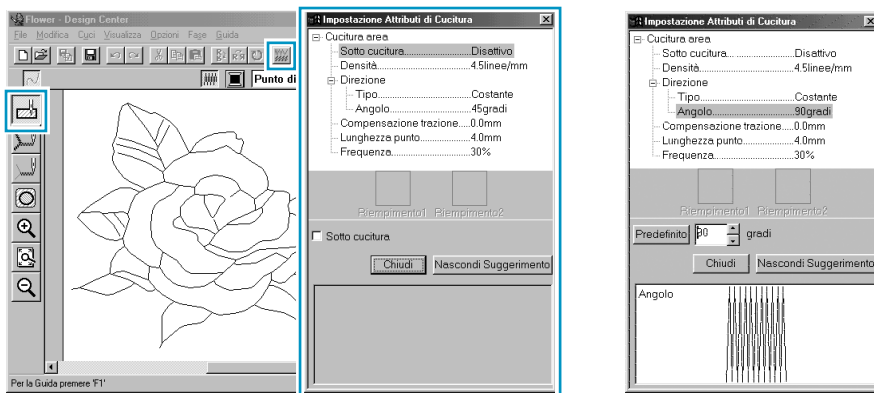 Flower - Design Center
File Modifica Cuci Visualizza Opzioni Fase Guida
Punto di
Per la Guida premere 'F1'
Impostazione Attributi di Cucitura
Cucitura area
Sotto cucitura....................Disattivo
Densità................................4.5linee/mm
Direzione
Tipo................................Costante
Angolo............................45gradi
Compensazione trazione....0.0mm
Lunghezza punto................4.0mm
Frequenza............................30%
Riempimento1 Riempimento2
Sotto cucitura
Chiudi Nascondi Suggerimento
Impostazione Attributi di Cucitura
Cucitura area
Sotto cucitura....................Disattivo
Densità................................4.5linee/mm
Direzione
Tipo................................Costante
Angolo............................90gradi
Compensazione trazione....0.0mm
Lunghezza punto................4.0mm
Frequenza............................30%
Riempimento1 Riempimento2
Predefinito 90 gradi
Chiudi Nascondi Suggerimento
Angolo